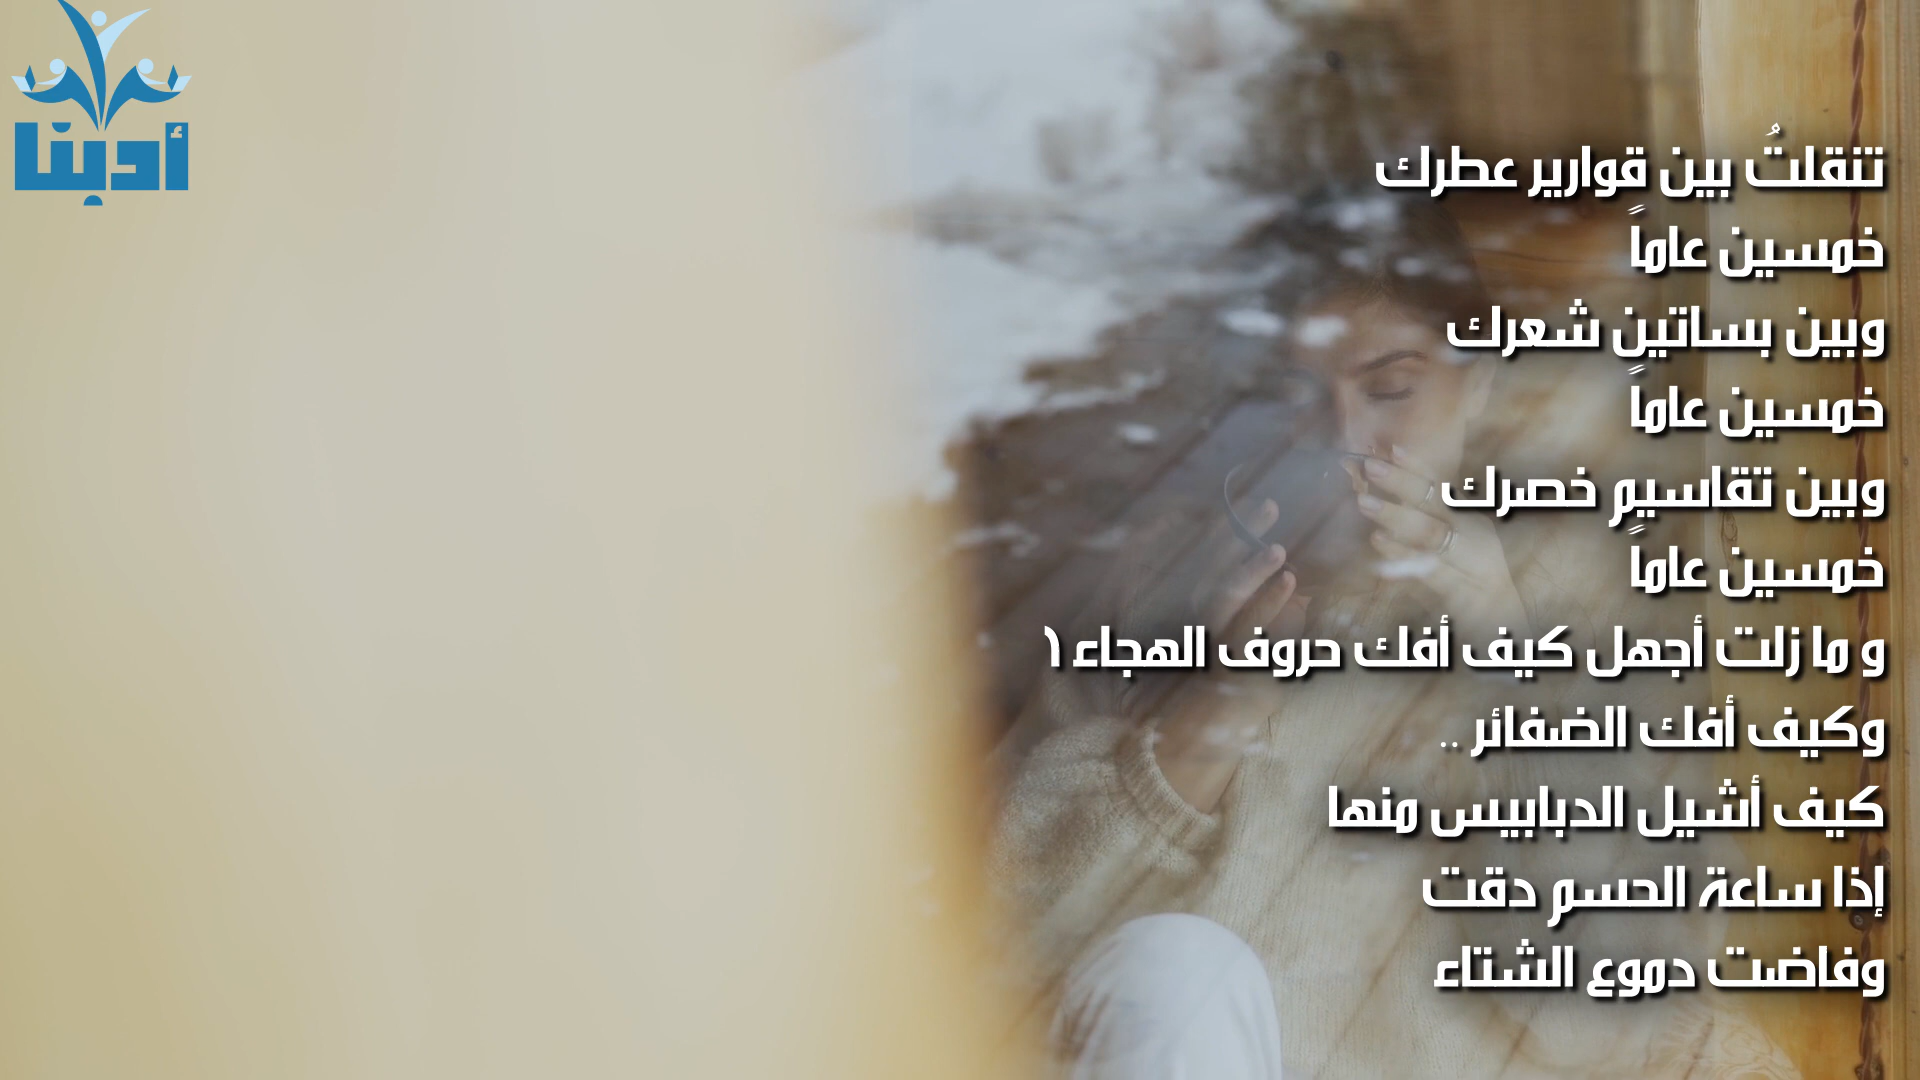 أدبنا
تنقلتُ بين قوارير عطرك
خمسين عاماً
وبين بساتين شعرك
خمسين عاماً
وبين تقاسيم خصرك
خمسين عاماً
و ما زلت أجهل كيف أفك حروف الهجاء ١
وكيف أفك الضفائر ..
كيف أشيل الدبابيس منها
إذا ساعة الحسم دقت
وفاضت دموع الشتاء